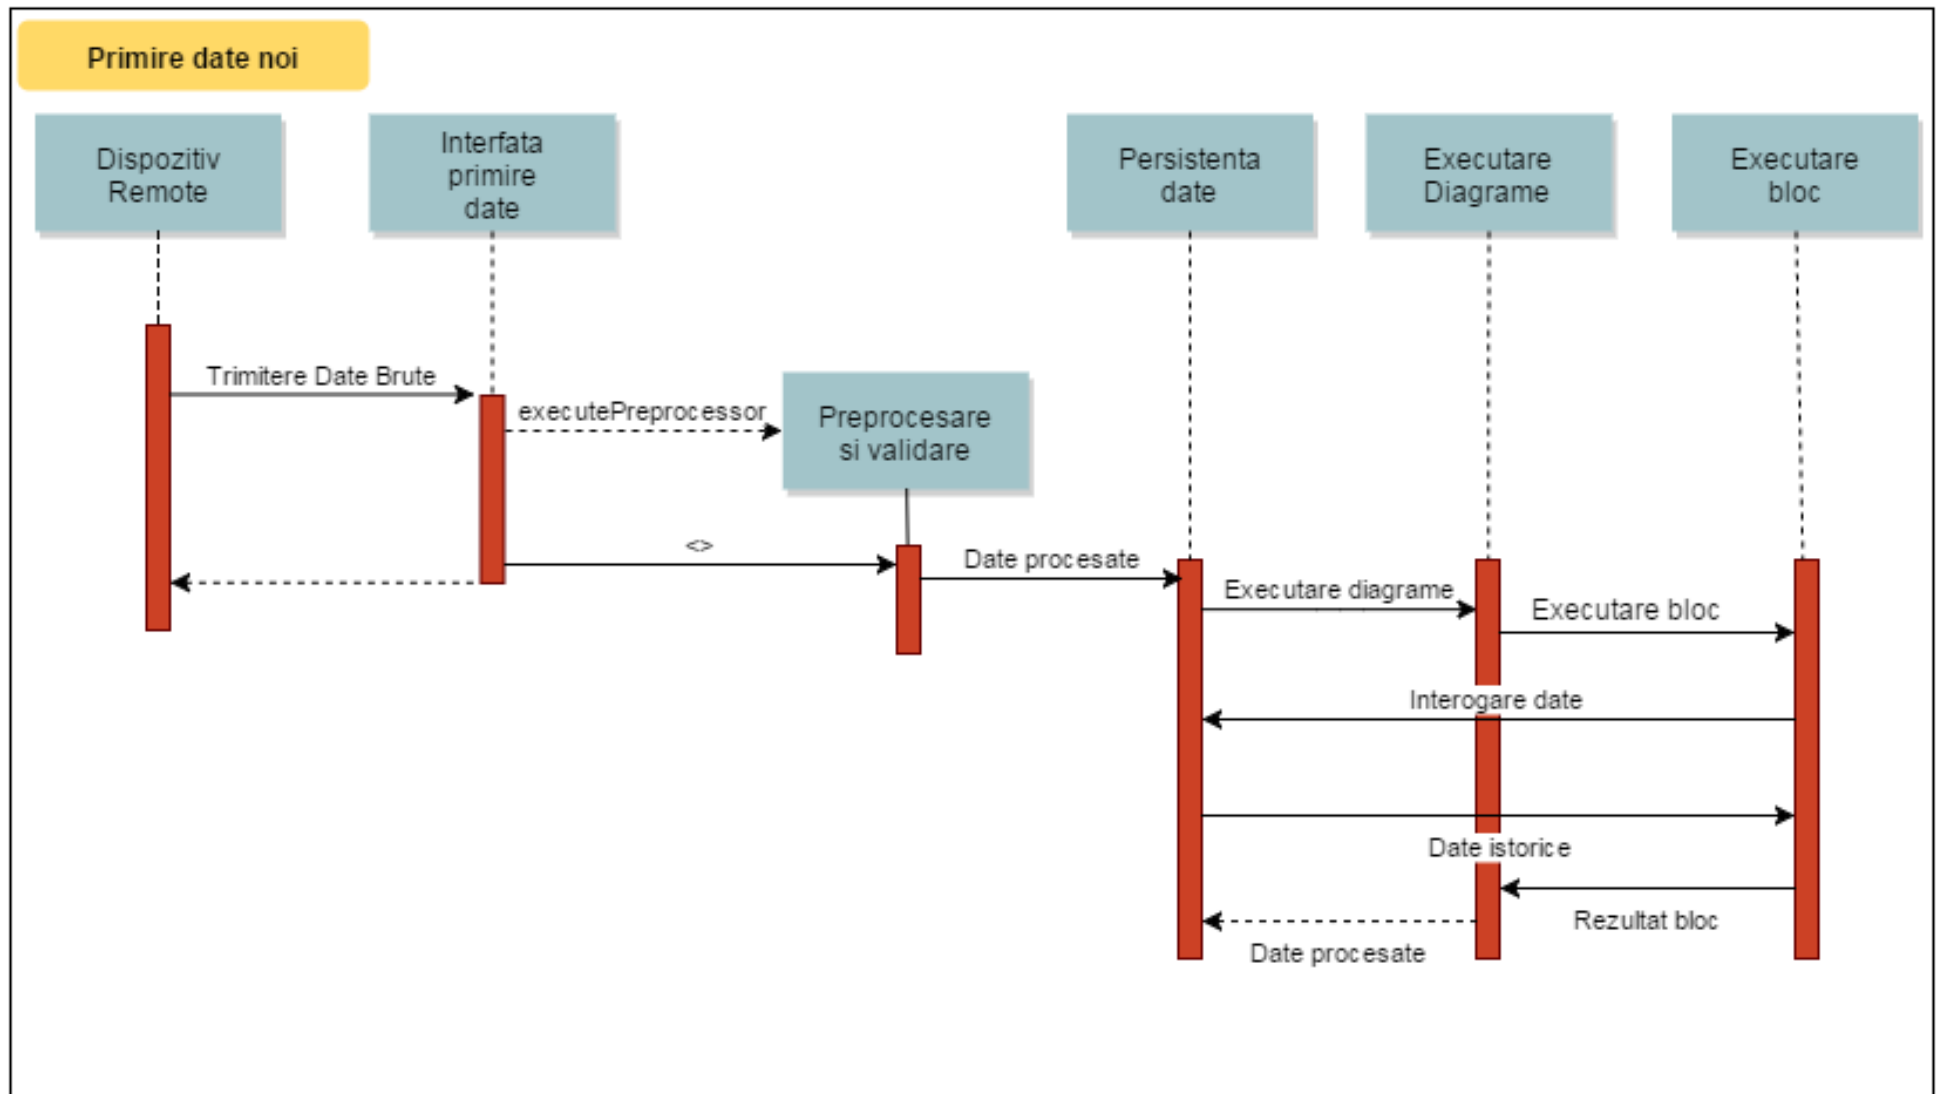 Primire date noi
Dispozitiv
Remote
Interfata
primire
date
Persistenta
date
Executare
Diagrame
Executare
bloc
Trimitere Date Brute
executePreprocessor
Preprocesare
si validare
<>
Date procesate
Executare diagrame
Executare bloc
Interogare date
Date istorice
Rezultat bloc
Date procesate